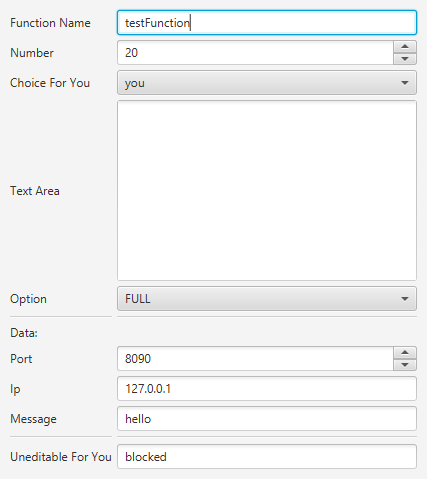 Function Name testFunction
Number 20
Choice For You you
Text Area
Option FULL
Data:
Port 8090
Ip 127.0.0.1
Message hello
Uneditable For You blocked